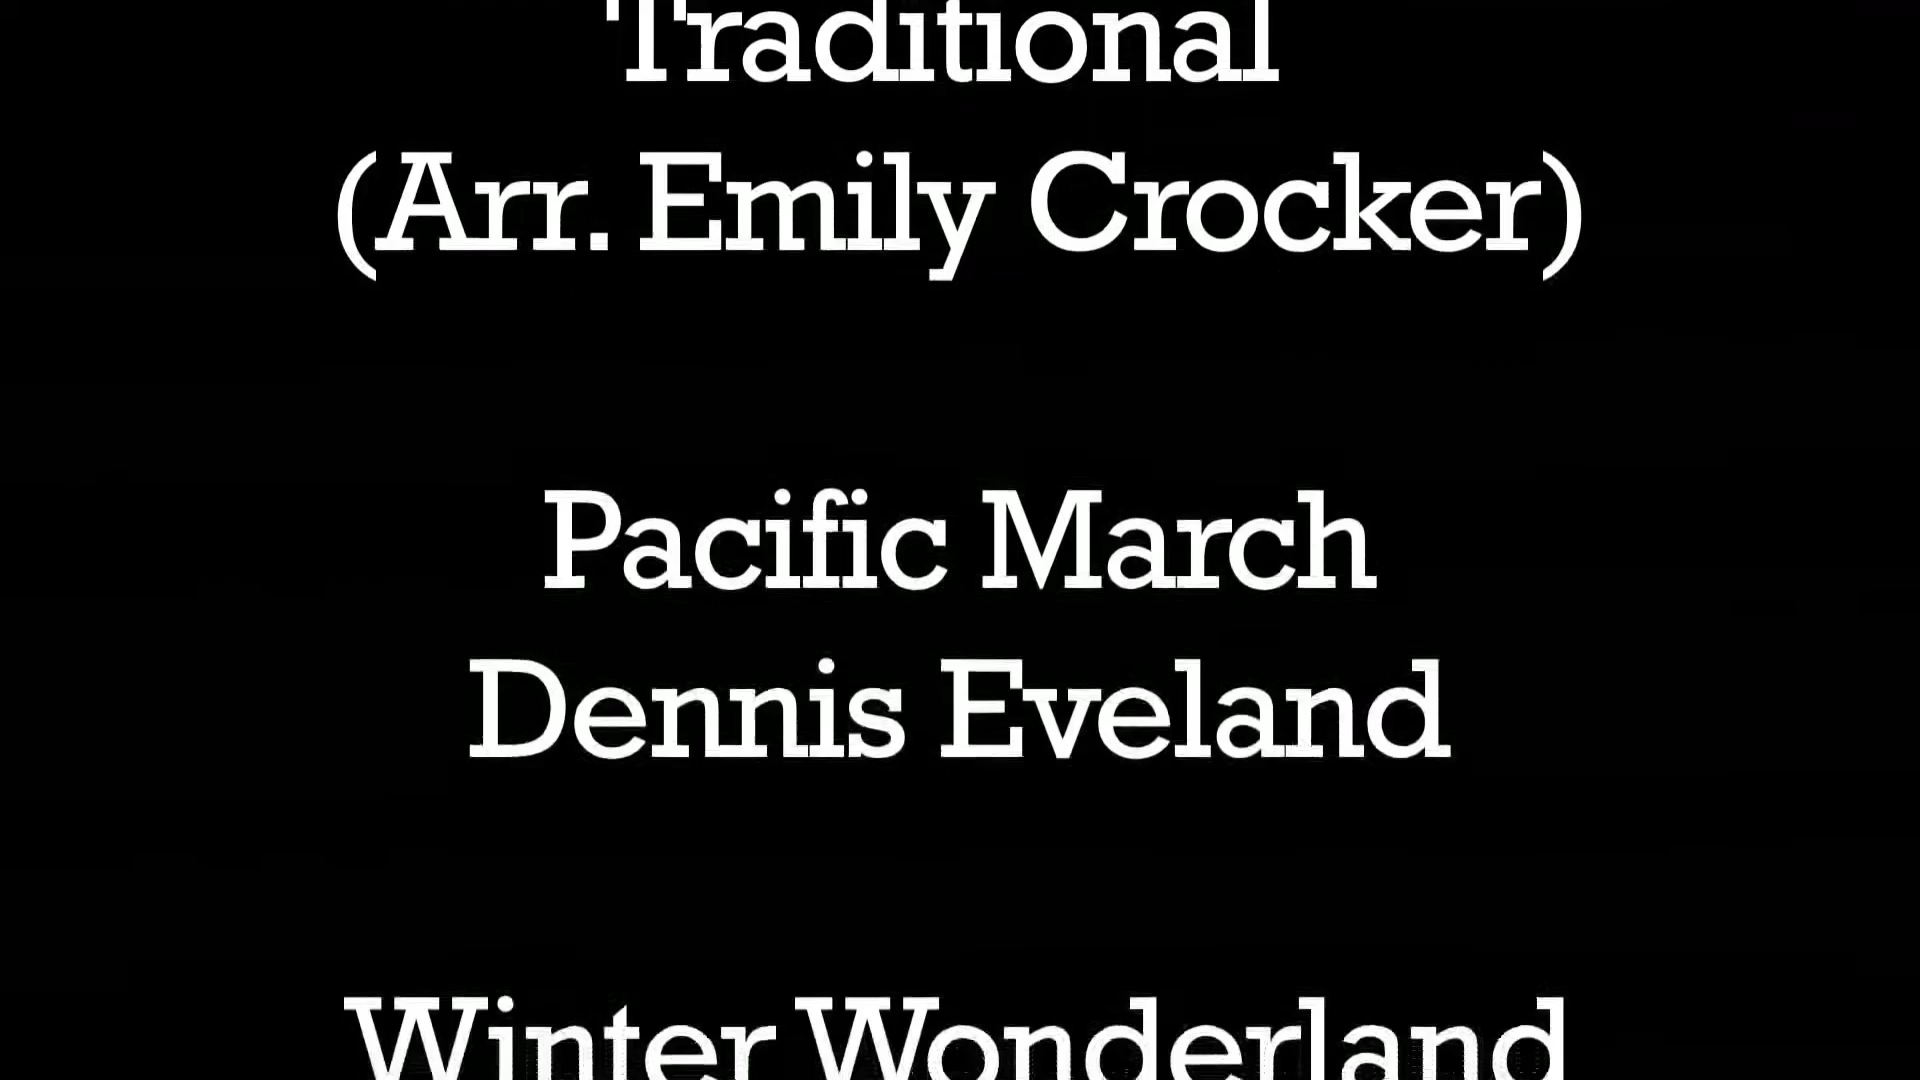 Traditional
(Arr. Emily Crocker)
Pacific March
Dennis Eveland
Winter Wonderland